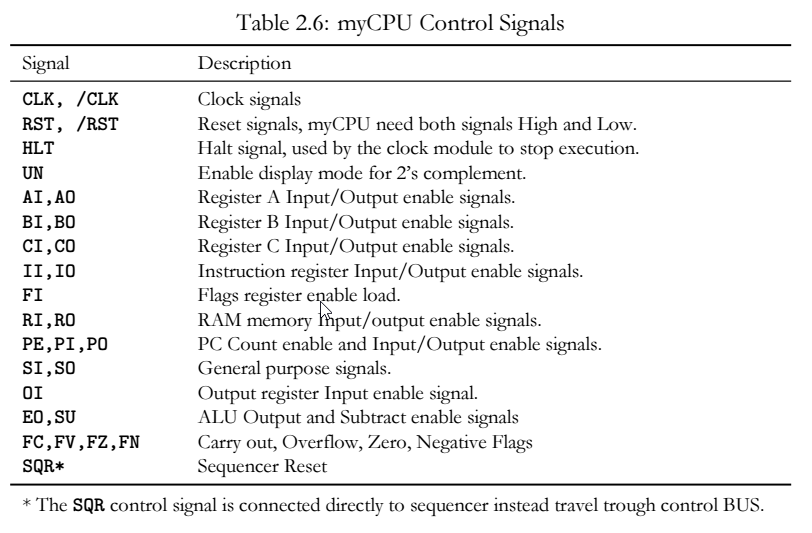 Table 2.6: myCPU Control Signals
Signal Description
CLK, /CLK Clock signals
RST, /RST Reset signals, myCPU need both signals High and Low.
HLT Halt signal, used by the clock module to stop execution.
UN Enable display mode for 2's complement.
AI,AO Register A Input/Output enable signals.
BI,BO Register B Input/Output enable signals.
CI,CO Register C Input/Output enable signals.
II,IO Instruction register Input/Output enable signals.
FI Flags register enable load.
RI,RO RAM memory Input/output enable signals.
PE,PI,PO PC Count enable and Input/Output enable signals.
SI,SO General purpose signals.
OI Output register Input enable signal.
EO,SU ALU Output and Subtract enable signals
FC,FV,FZ,FN Carry out, Overflow, Zero, Negative Flags
SQR* Sequencer Reset
* The SQR control signal is connected directly to sequencer instead travel trough control BUS.